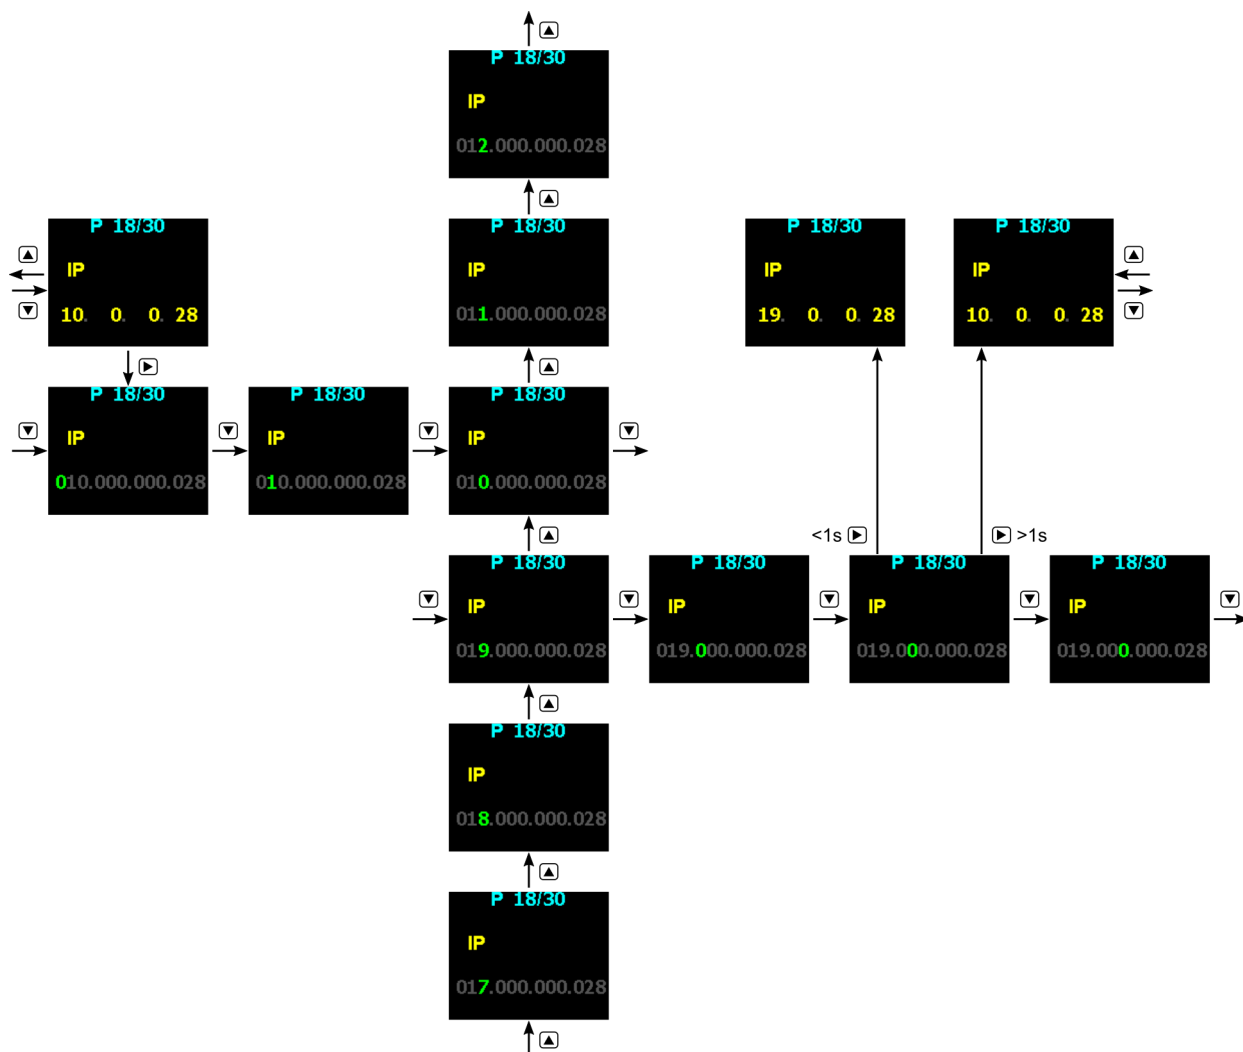 P 18/30
IP
012.000.000.028
P 18/30
IP
10. 0. 0. 28
P 18/30
IP
011.000.000.028
P 18/30
IP
19. 0. 0. 28
P 18/30
IP
10. 0. 0. 28
P 18/30
IP
010.000.000.028
P 18/30
IP
010.000.000.028
P 18/30
IP
010.000.000.028
<1s
>1s
P 18/30
IP
019.000.000.028
P 18/30
IP
019.000.000.028
P 18/30
IP
019.000.000.028
P 18/30
IP
019.000.000.028
P 18/30
IP
018.000.000.028
P 18/30
IP
017.000.000.028